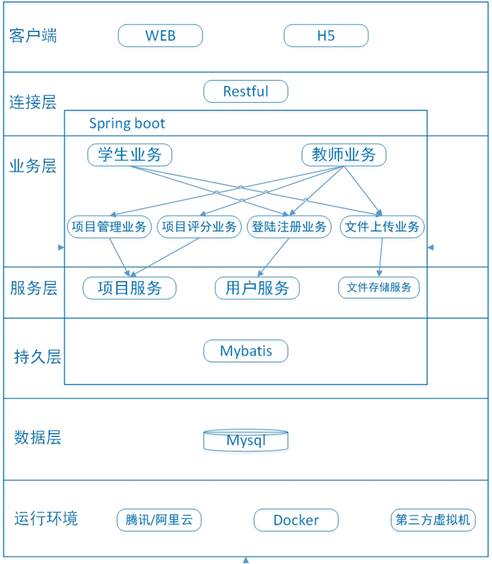 客户端
WEB
H5
连接层
Restful
Spring boot
业务层
学生业务
教师业务
项目管理业务
项目评分业务
登陆注册业务
文件上传业务
服务层
项目服务
用户服务
文件存储服务
持久层
Mybatis
数据层
Mysql
运行环境
腾讯/阿里云
Docker
第三方虚拟机